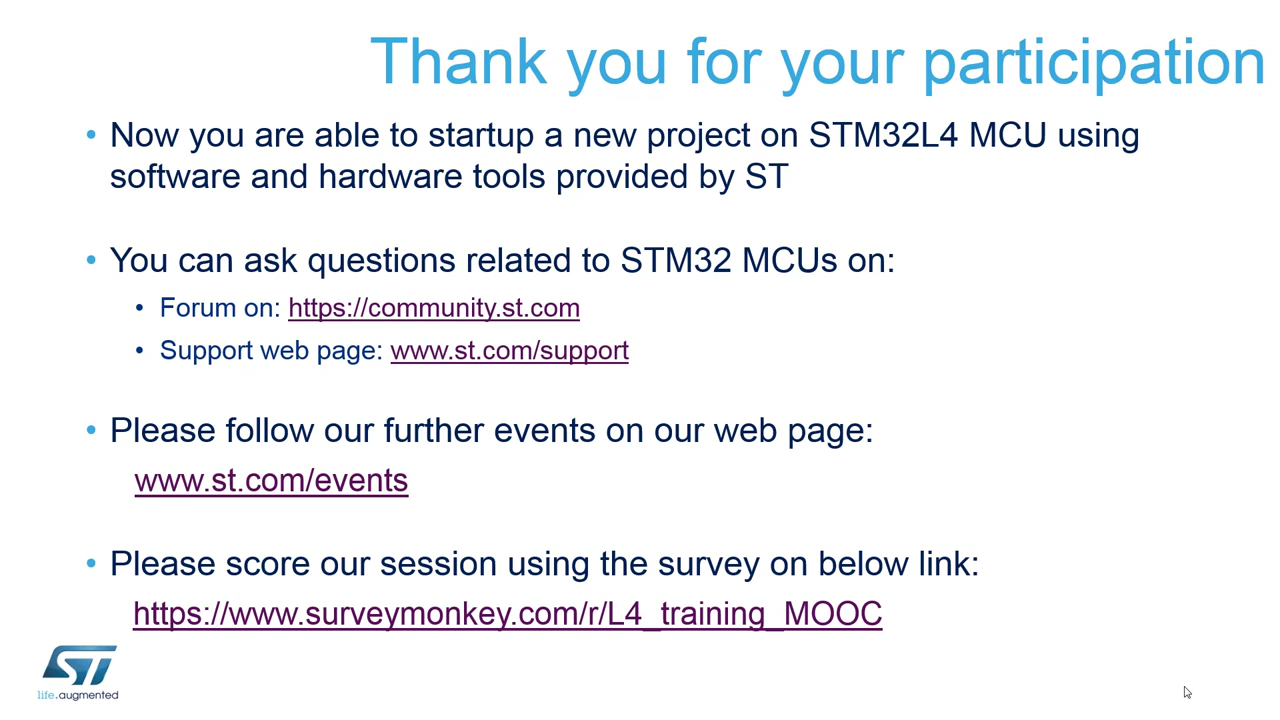 Thank you for your participation
• Now you are able to startup a new project on STM32L4 MCU using
software and hardware tools provided by ST
• You can ask questions related to STM32 MCUs on:
• Forum on: https://community.st.com
• Support web page: www.st.com/support
• Please follow our further events on our web page:
www.st.com/events
• Please score our session using the survey on below link:
https://www.surveymonkey.com/r/L4_training_MOOC
ST
life.augmented